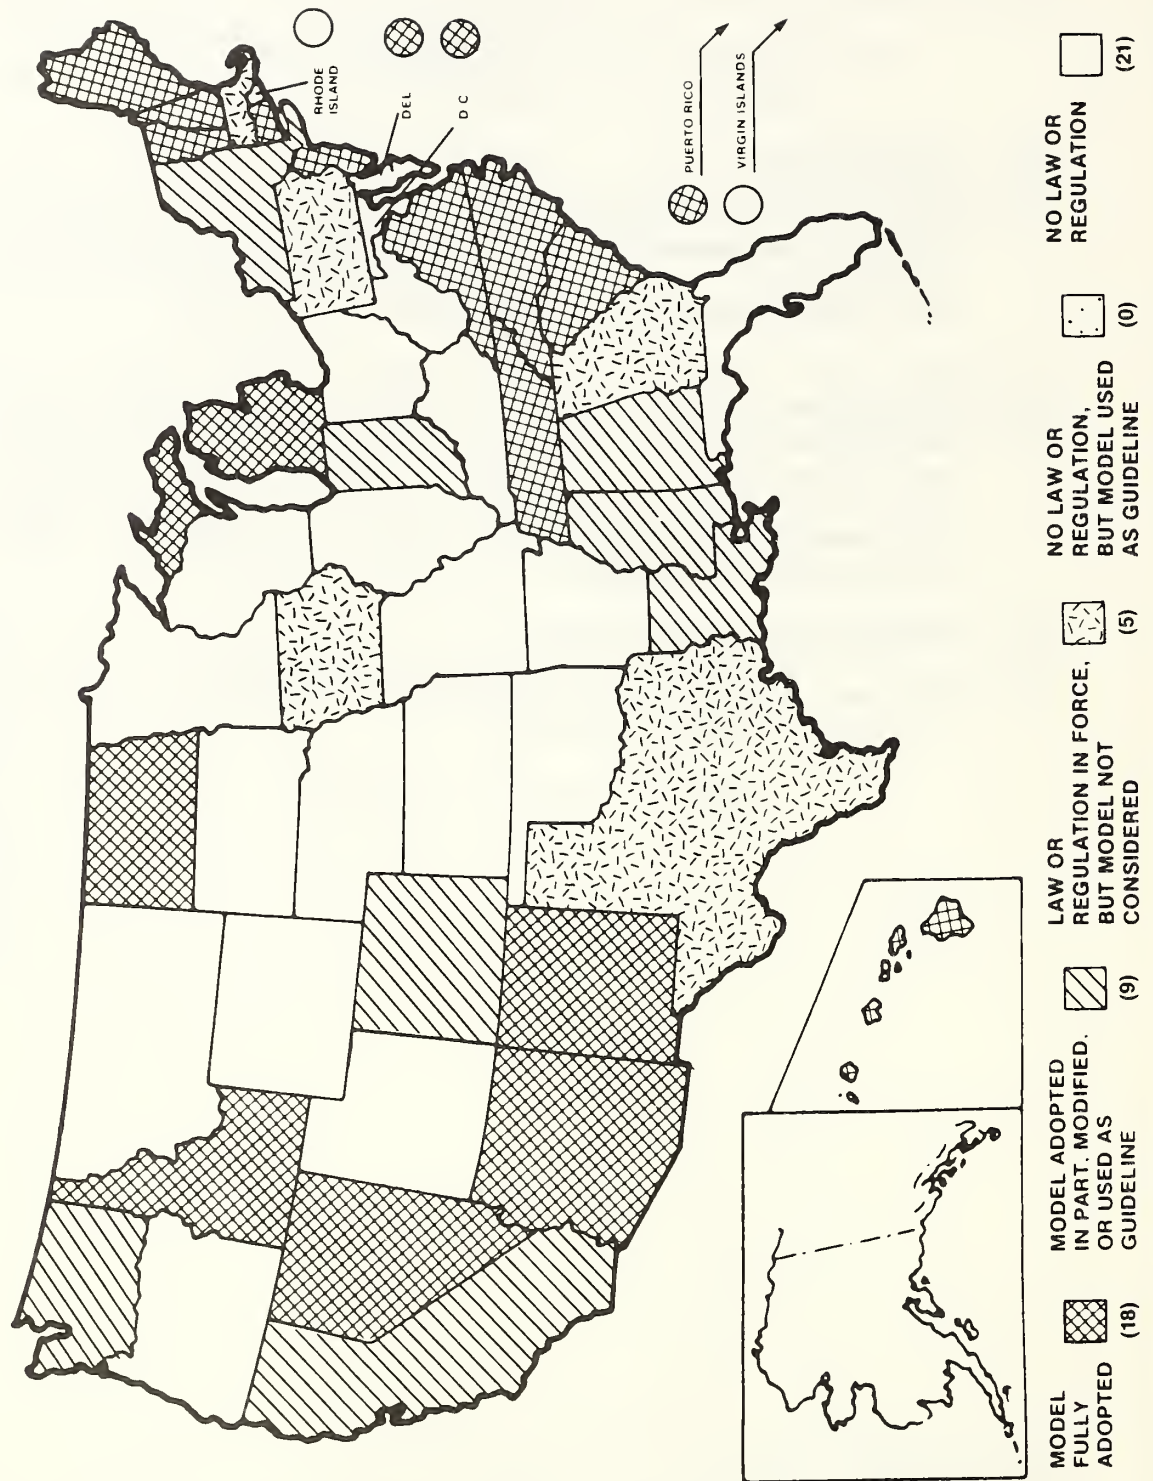 RHODE
ISLAND
DEL
D C
PUERTO RICO
VIRGIN ISLANDS
MODEL
FULLY
ADOPTED
(18)
MODEL ADOPTED
IN PART. MODIFIED.
OR USED AS
GUIDELINE
(9)
LAW OR
REGULATION IN FORCE,
BUT MODEL NOT
CONSIDERED
(5)
NO LAW OR
REGULATION,
BUT MODEL USED
AS GUIDELINE
(0)
NO LAW OR
REGULATION
(21)